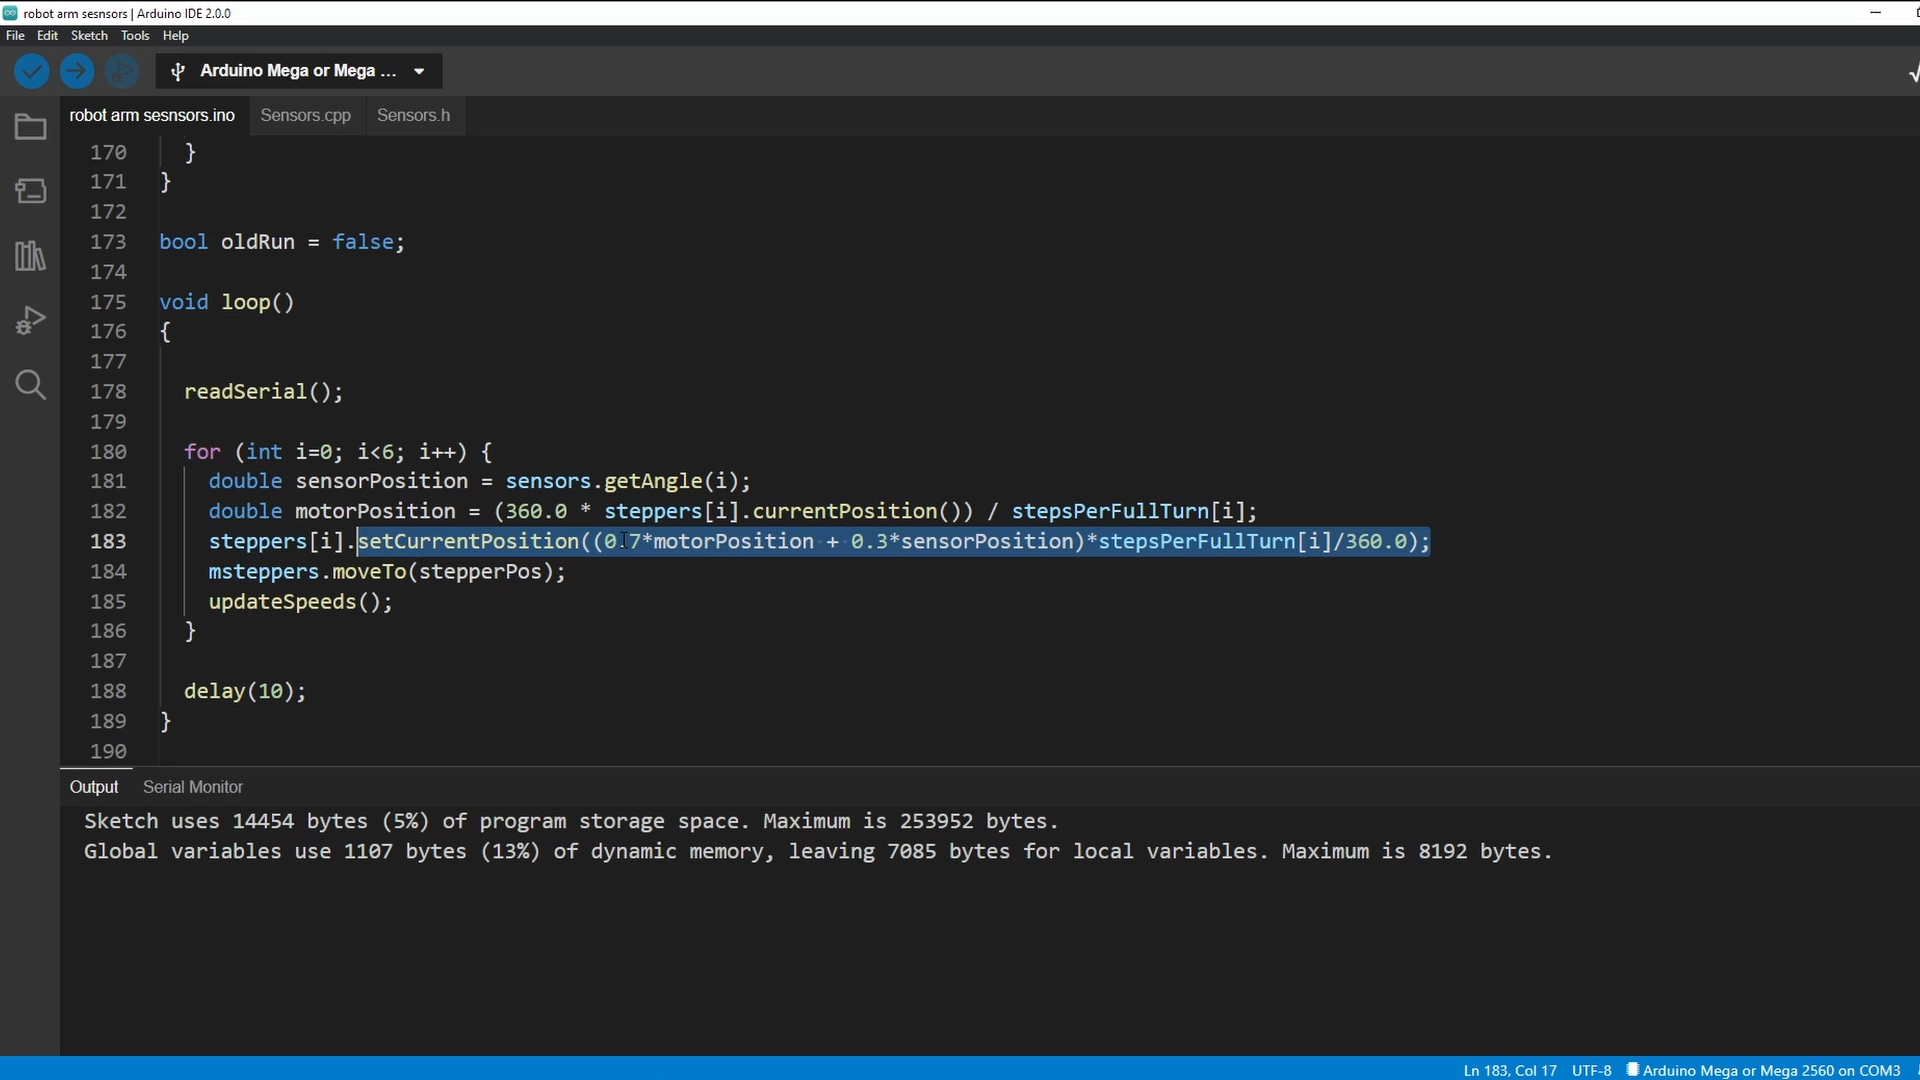 robot arm sesnsors | Arduino IDE 2.0.0
File Edit Sketch Tools Help
Arduino Mega or Mega ...
robot arm sesnsors.ino Sensors.cpp Sensors.h
170 }
171 }
172
173 bool oldRun = false;
174
175 void loop()
176 {
177
178 readSerial();
179
180 for (int i=0; i<6; i++) {
181 double sensorPosition = sensors.getAngle(i);
182 double motorPosition = (360.0 * steppers[i].currentPosition()) / stepsPerFullTurn[i];
183 steppers[i].setCurrentPosition((0.7*motorPosition + 0.3*sensorPosition)*stepsPerFullTurn[i]/360.0);
184 msteppers.moveTo(stepperPos);
185 updateSpeeds();
186 }
187
188 delay(10);
189 }
190
Output Serial Monitor
Sketch uses 14454 bytes (5%) of program storage space. Maximum is 253952 bytes.
Global variables use 1107 bytes (13%) of dynamic memory, leaving 7085 bytes for local variables. Maximum is 8192 bytes.
Ln 183, Col 17 UTF-8 Arduino Mega or Mega 2560 on COM3